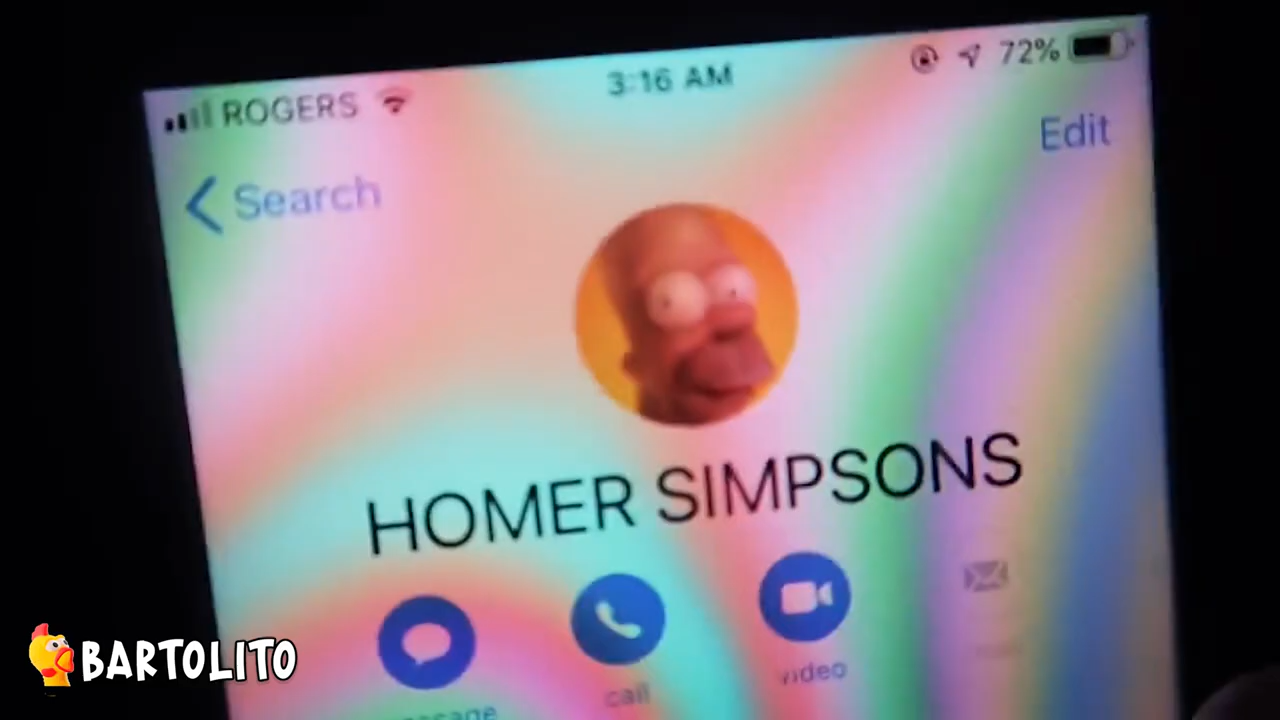 ROGERS 3:16 AM 72%
Search Edit
HOMER SIMPSONS
call video
BARTOLITO